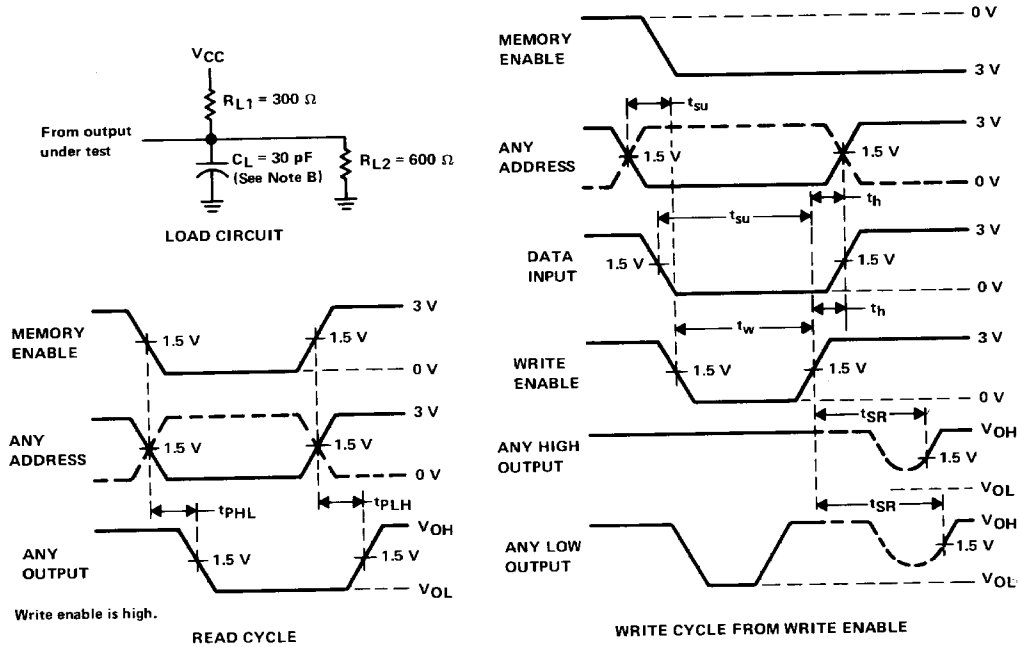 VCC
RL1 = 300 Ω
From output
under test
CL = 30 pF
(See Note B)
RL2 = 600 Ω
LOAD CIRCUIT
MEMORY
ENABLE
3 V
1.5 V
1.5 V
0 V
ANY
ADDRESS
3 V
1.5 V
1.5 V
0 V
tPHL
tPLH
ANY
OUTPUT
VOH
1.5 V
1.5 V
VOL
Write enable is high.
READ CYCLE
MEMORY
ENABLE
0 V
3 V
tsu
ANY
ADDRESS
3 V
1.5 V
1.5 V
0 V
th
tsu
DATA
INPUT
3 V
1.5 V
1.5 V
0 V
th
tw
WRITE
ENABLE
3 V
1.5 V
1.5 V
0 V
tSR
ANY HIGH
OUTPUT
VOH
1.5 V
VOL
tSR
ANY LOW
OUTPUT
VOH
1.5 V
VOL
WRITE CYCLE FROM WRITE ENABLE